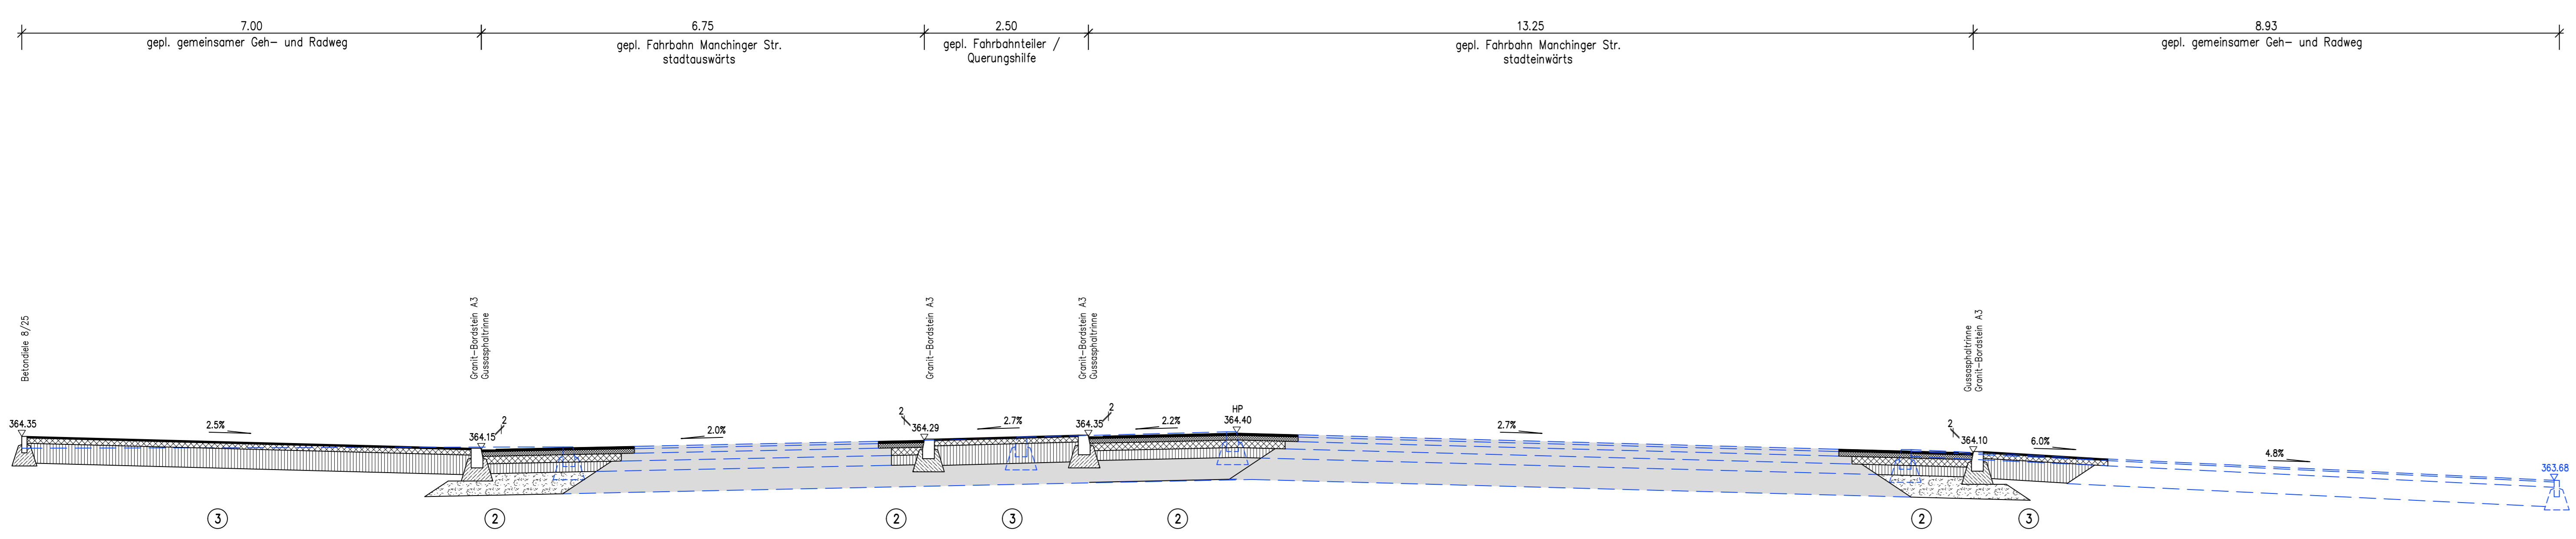 7.00
6.75
2.50
13.25
8.93
gepl. gemeinsamer Geh- und Radweg
gepl. Fahrbahn Manchinger Str.
stadtauswärts
gepl. Fahrbahnteiler /
Querungshilfe
gepl. Fahrbahn Manchinger Str.
stadteinwärts
gepl. gemeinsamer Geh- und Radweg
Betondiele 8/25
Granit-Bordstein A3
Gussasphaltrinne
Granit-Bordstein A3
Granit-Bordstein A3
Gussasphaltrinne
Gussasphaltrinne
Granit-Bordstein A3
364.35
2.5%
364.15
2
2.0%
2
364.29
2.7%
364.35
2
2.2%
HP
364.40
2.7%
2
364.10
6.0%
4.8%
363.68
3
2
2
3
2
2
3